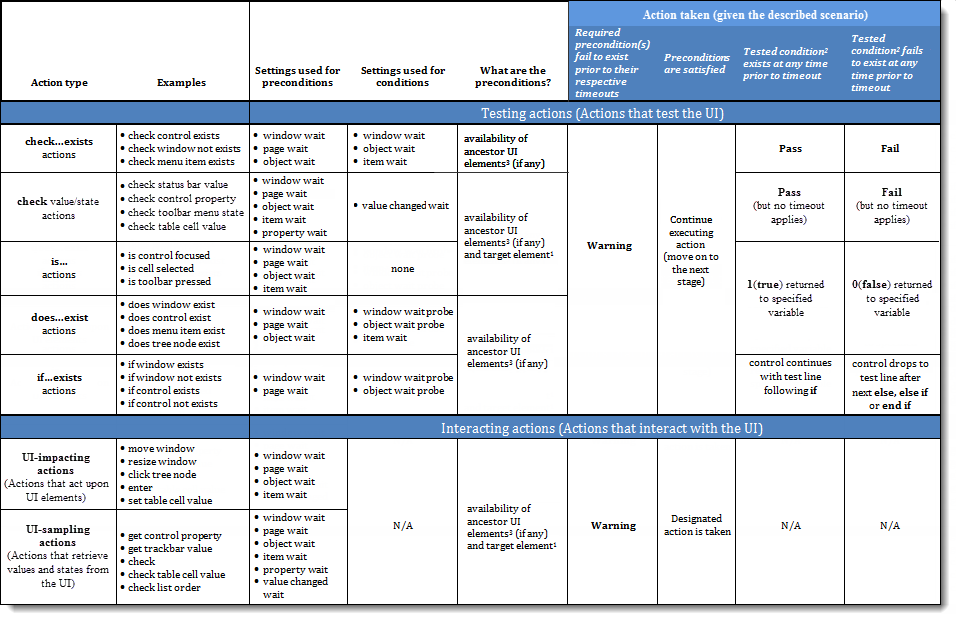 Action taken (given the described scenario)
Action type
Examples
Settings used for
preconditions
Settings used for
conditions
What are the
preconditions?
Required
precondition(s)
fail to exist
prior to their
respective
timeouts
Preconditions
are satisfied
Tested condition²
exists at any time
prior to timeout
Tested
condition² fails
to exist at any
time prior to
timeout
Testing actions (Actions that test the UI)
check...exists
actions
• check control exists
• check window not exists
• check menu item exists
• window wait
• page wait
• object wait
• window wait
• object wait
• item wait
availability of
ancestor UI
elements³ (if any)
Warning
Continue
executing
action
(move on to
the next
stage)
Pass
Fail
check value/state
actions
• check status bar value
• check control property
• check toolbar menu state
• check table cell value
• window wait
• page wait
• object wait
• item wait
• property wait
• value changed wait
availability of
ancestor UI
elements³ (if any)
and target element¹
Pass
(but no timeout
applies)
Fail
(but no timeout
applies)
is...
actions
• is control focused
• is cell selected
• is toolbar pressed
• window wait
• page wait
• object wait
• item wait
none
1(true) returned
to specified
variable
0(false) returned
to specified
variable
does...exist
actions
• does window exist
• does control exist
• does menu item exist
• does tree node exist
• window wait
• page wait
• object wait
• window wait probe
• object wait probe
• item wait
availability of
ancestor UI
elements³ (if any)
if...exists
actions
• if window exists
• if window not exists
• if control exists
• if control not exists
• window wait
• page wait
• window wait probe
• object wait probe
control continues
with test line
following if
control drops to
test line after
next else, else if
or end if
Interacting actions (Actions that interact with the UI)
UI-impacting
actions
(Actions that act upon
UI elements)
• move window
• resize window
• click tree node
• enter
• set table cell value
• window wait
• page wait
• object wait
• item wait
N/A
availability of
ancestor UI
elements³ (if any)
and target element¹
Warning
Designated
action is taken
N/A
N/A
UI-sampling
actions
(Actions that retrieve
values and states from
the UI)
• get control property
• get trackbar value
• check
• check table cell value
• check list order
• window wait
• page wait
• object wait
• item wait
• property wait
• value changed
wait